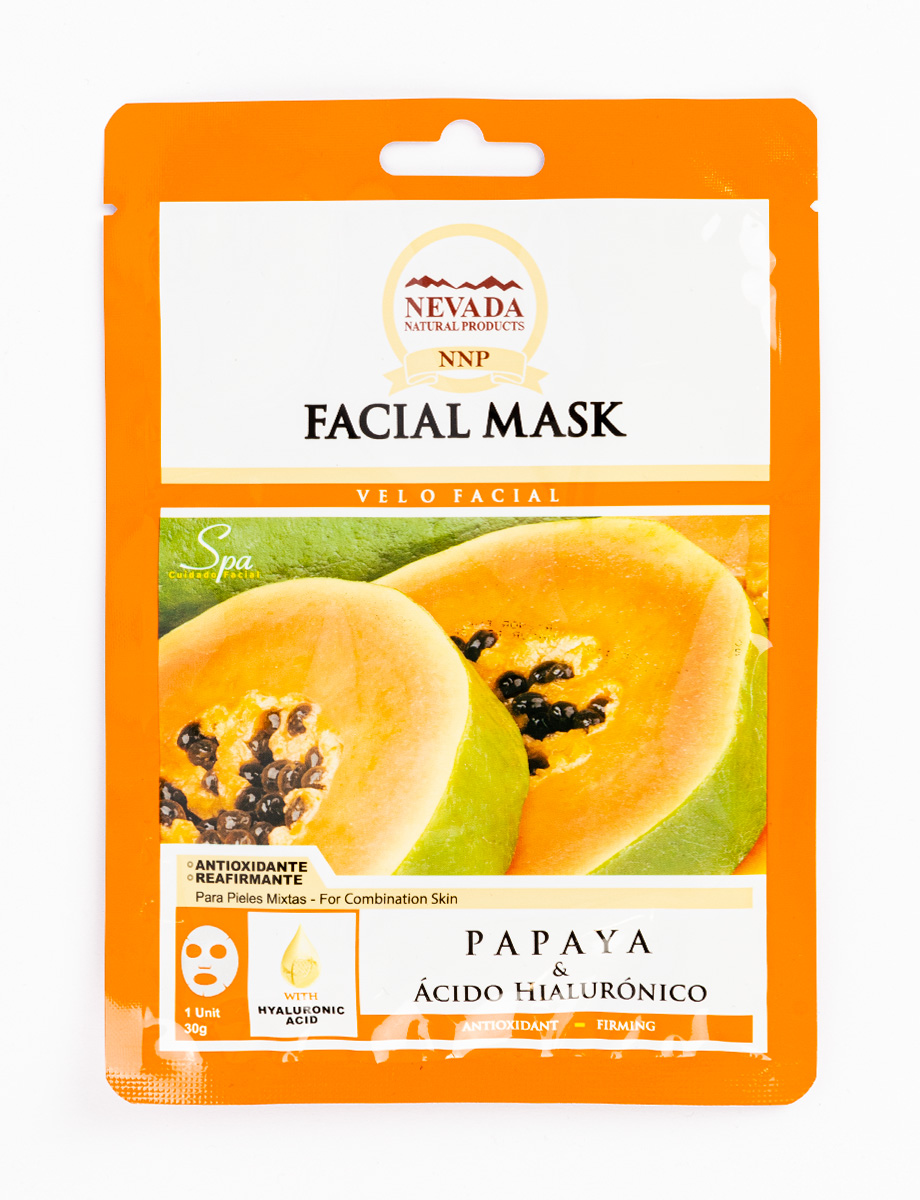 NEVADA
NATURAL PRODUCTS
NNP
FACIAL MASK
VELO FACIAL
Spa
Cuidado Facial
ANTIOXIDANTE
REAFIRMANTE
Para Pieles Mixtas - For Combination Skin
PAPAYA
&
ÁCIDO HIALURÓNICO
WITH
HYALURONIC
ACID
1 Unit
30g
ANTIOXIDANT - FIRMING